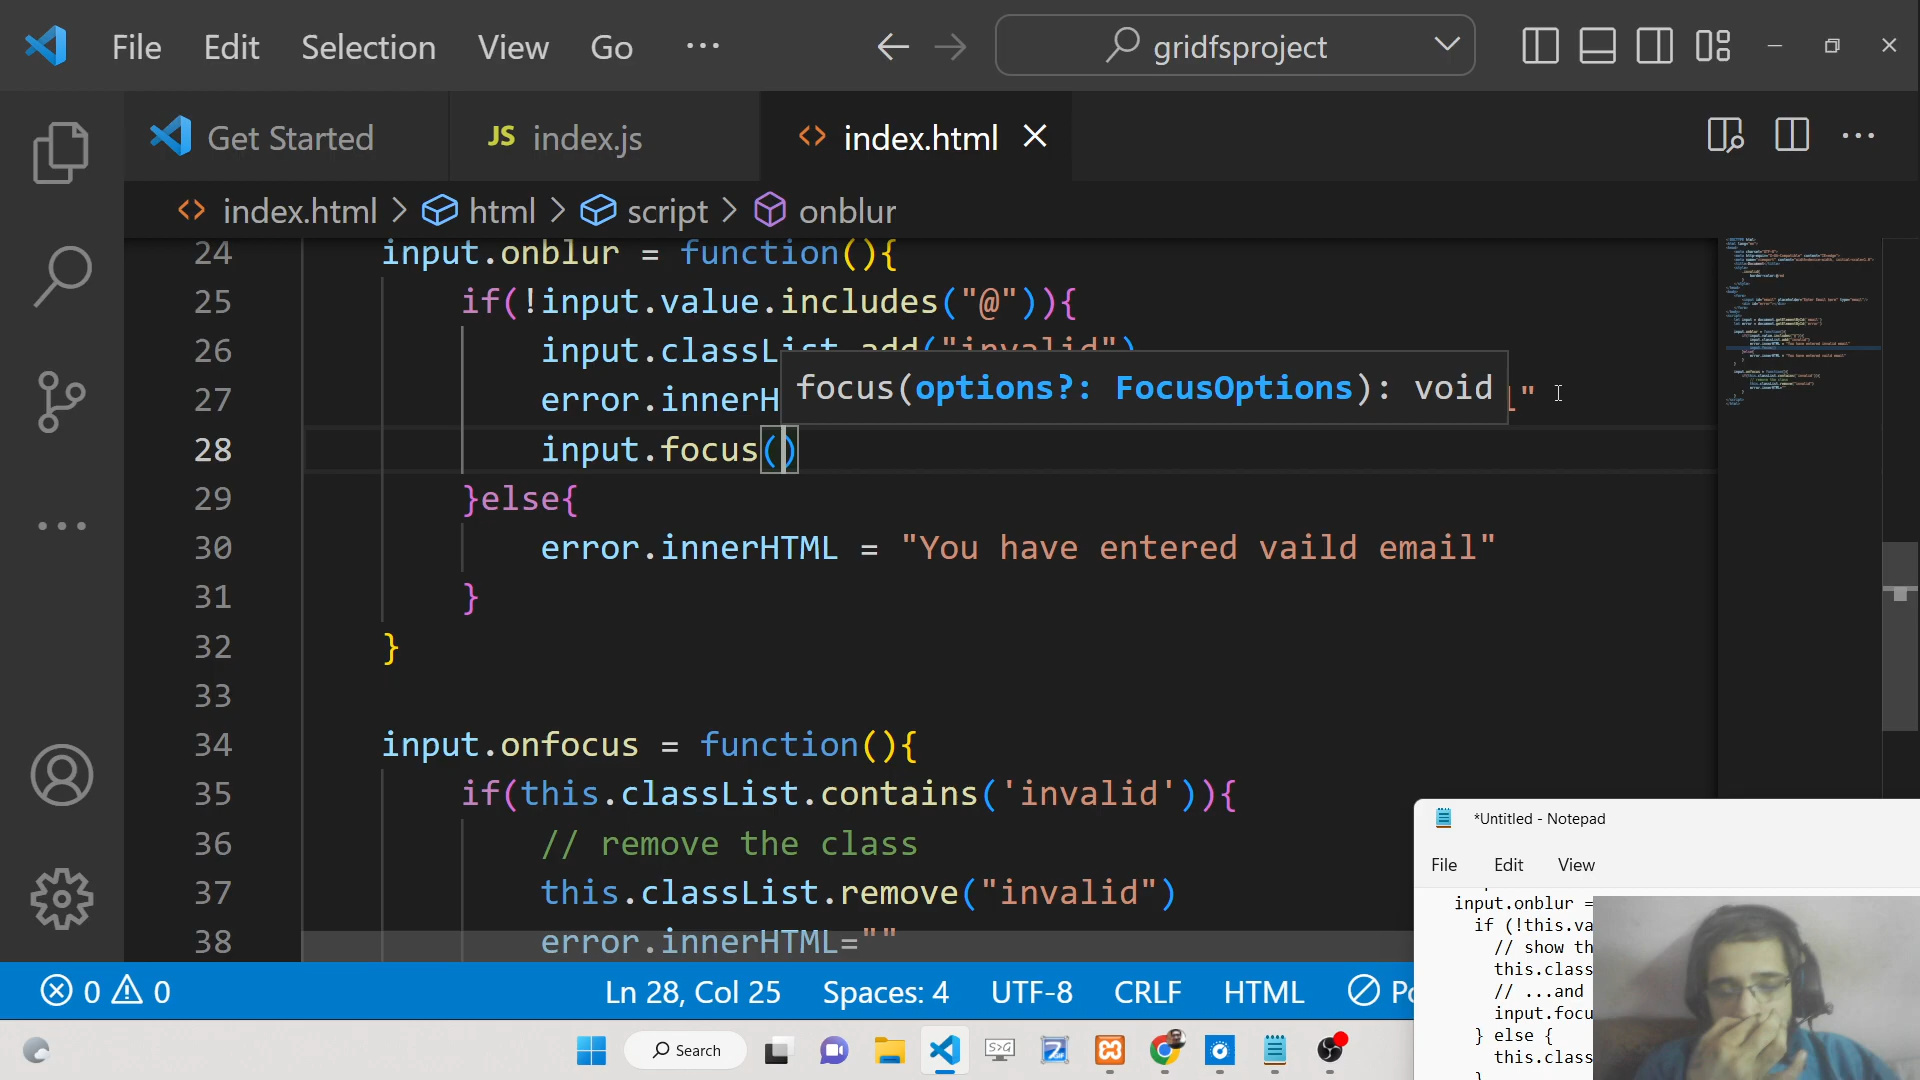 File Edit Selection View Go ... gridfsproject
Get Started JS index.js <> index.html
<> index.html > html > script > onblur
24 input.onblur = function(){
25 if(!input.value.includes("@")){
26 input.classList.add("invalid")
focus(options?: FocusOptions): void
27 error.innerH l"
28 input.focus()
29 }else{
30 error.innerHTML = "You have entered vaild email"
31 }
32 }
33
34 input.onfocus = function(){
35 if(this.classList.contains('invalid')){
36 // remove the class
37 this.classList.remove("invalid")
38 error.innerHTML=""
*Untitled - Notepad
File Edit View
input.onblur =
if (!this.va
// show th
this.class
// ...and
input.focu
} else {
this.class
}
0 0 Ln 28, Col 25 Spaces: 4 UTF-8 CRLF HTML
Search